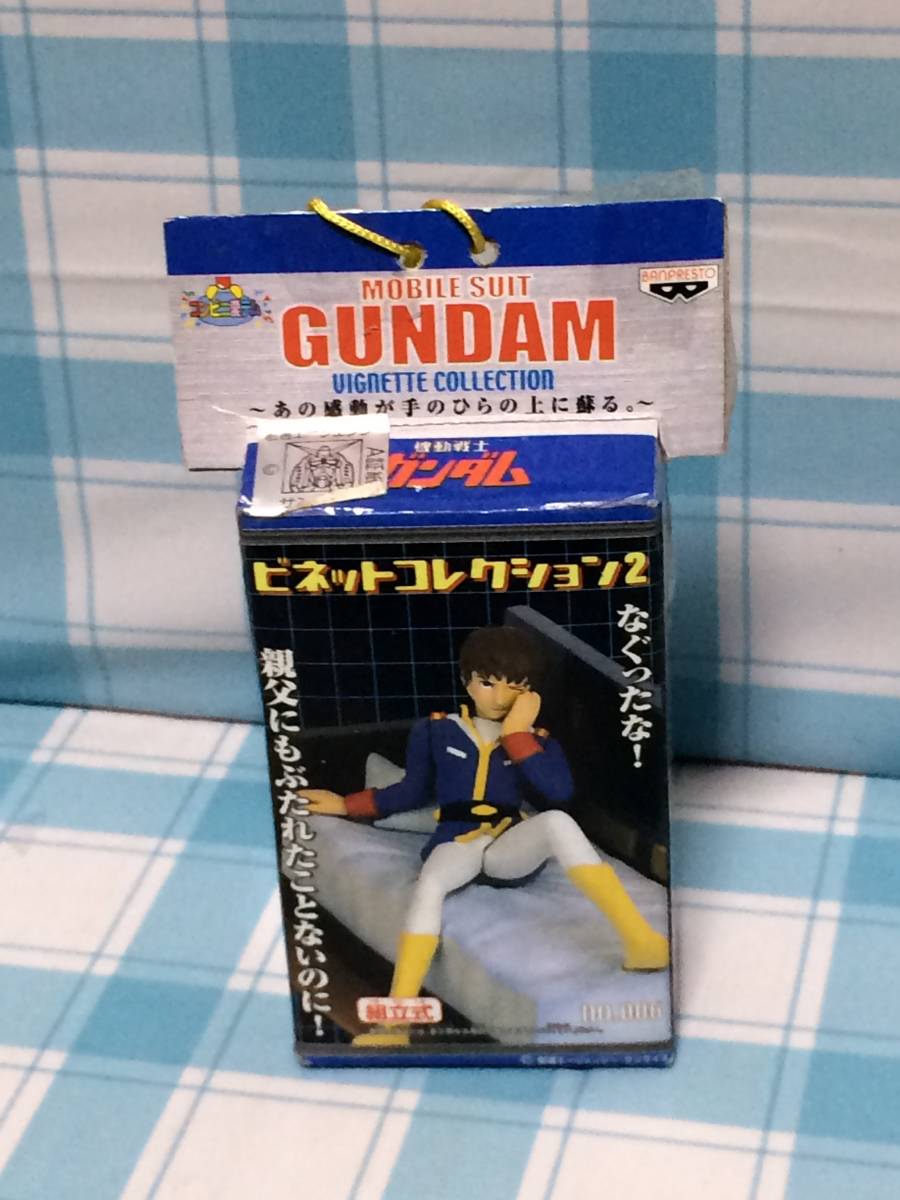 MOBILE SUIT
GUNDAM
VIGNETTE COLLECTION
～あの感動が手のひらの上に蘇る。～
BANPRESTO
機動戦士
ガンダム
ビネットコレクション2
なぐったな!
親父にもぶたれたことないのに!
組立式
NO.006